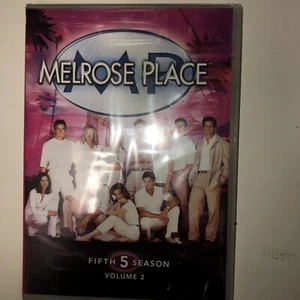 MP
MELROSE PLACE
FIFTH 5 SEASON
VOLUME 2